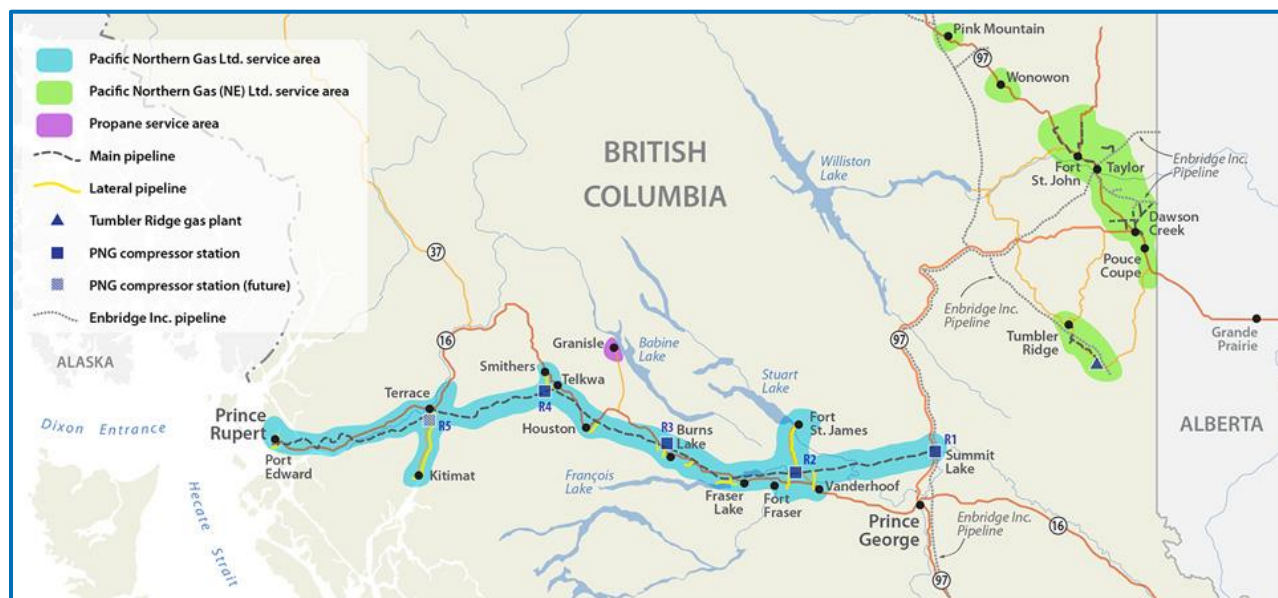 Pacific Northern Gas Ltd. service area
Pacific Northern Gas (NE) Ltd. service area
Propane service area
Main pipeline
Lateral pipeline
Tumbler Ridge gas plant
PNG compressor station
PNG compressor station (future)
Enbridge Inc. pipeline
Pink Mountain
97
Wonowon
BRITISH
COLUMBIA
Williston
Lake
Fort
St. John
Taylor
Enbridge Inc.
Pipeline
Dawson
Creek
Pouce
Coupe
37
Enbridge Inc.
Pipeline
Tumbler
Ridge
Grande
Prairie
ALASKA
16
Granisle
Babine
Lake
97
Smithers
Telkwa
Stuart
Lake
Terrace
R4
Prince
Rupert
R5
Houston
R3
Burns
Lake
Fort
St. James
R1
Summit
Lake
ALBERTA
Dixon Entrance
Port
Edward
Kitimat
François
Lake
R2
Fraser
Lake
Fort
Fraser
Vanderhoof
Hecate Strait
Prince
George
Enbridge Inc.
Pipeline
16
97